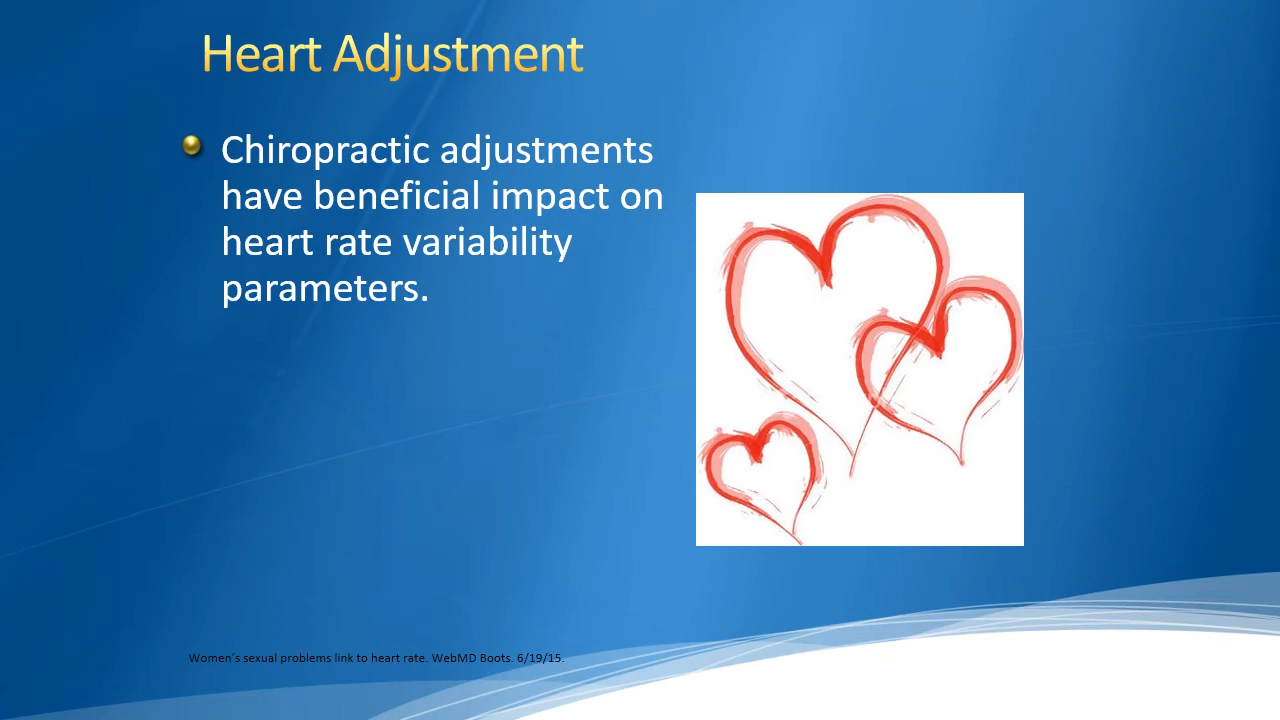 Heart Adjustment
Chiropractic adjustments
have beneficial impact on
heart rate variability
parameters.
Women's sexual problems link to heart rate. WebMD Boots. 6/19/15.